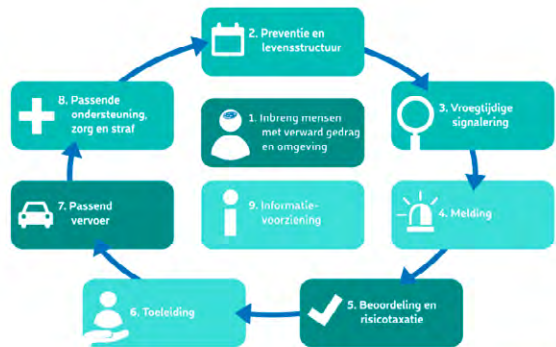 2. Preventie en
levensstructuur
8. Passende
ondersteuning,
zorg en straf
1. Inbreng mensen
met verward gedrag
en omgeving
3. Vroegtijdige
signalering
7. Passend
vervoer
9. Informatie-
voorziening
4. Melding
6. Toeleiding
5. Beoordeling en
risicotaxatie